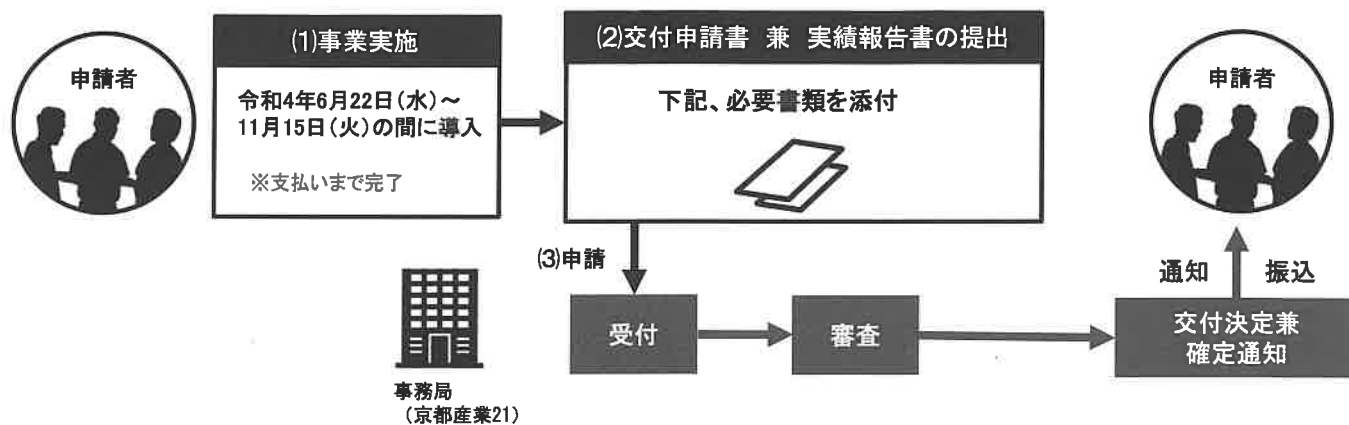 申請者
(1)事業実施
令和4年6月22日(水)～
11月15日(火)の間に導入
※支払いまで完了
(2)交付申請書 兼 実績報告書の提出
下記、必要書類を添付
申請者
(3)申請
通知 振込
受付
審査
交付決定兼
確定通知
事務局
(京都産業21)